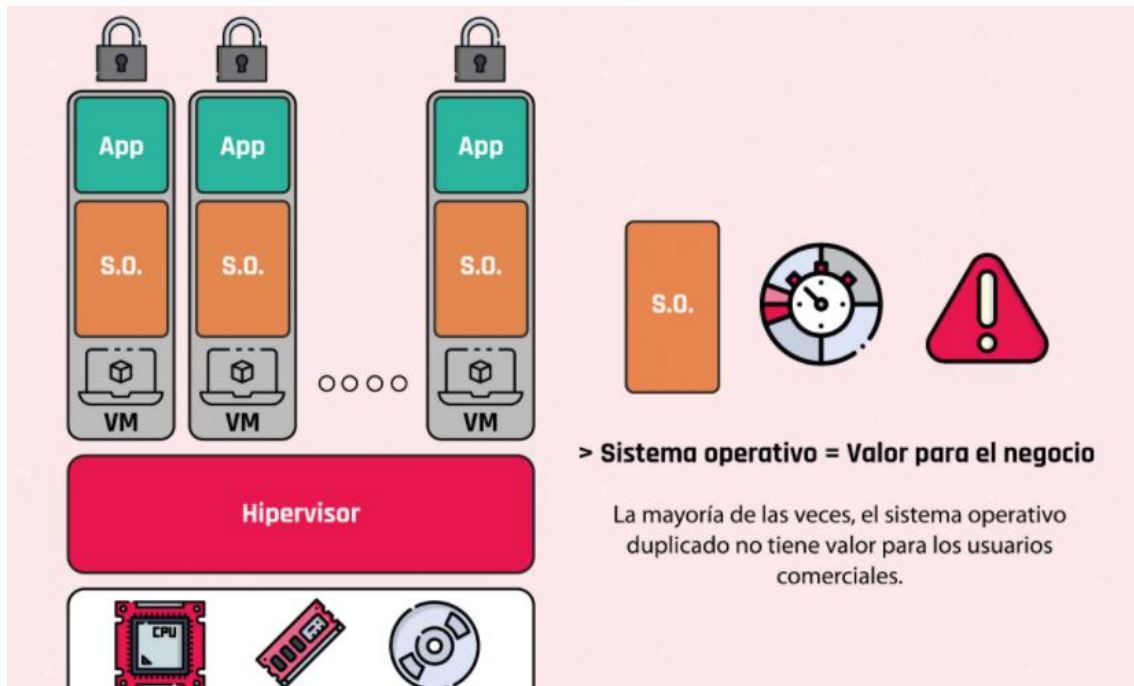 App App App
S.O. S.O. S.O.
S.O.
VM VM VM
> Sistema operativo = Valor para el negocio
Hipervisor
La mayoría de las veces, el sistema operativo
duplicado no tiene valor para los usuarios
comerciales.
CPU